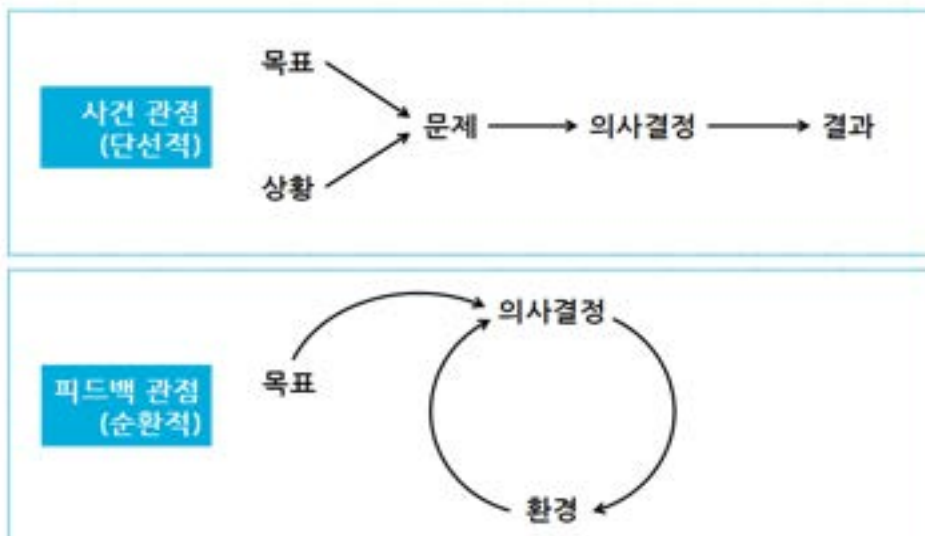 사건 관점
(단선적)
목표
상황
문제
의사결정
결과
피드백 관점
(순환적)
목표
의사결정
환경